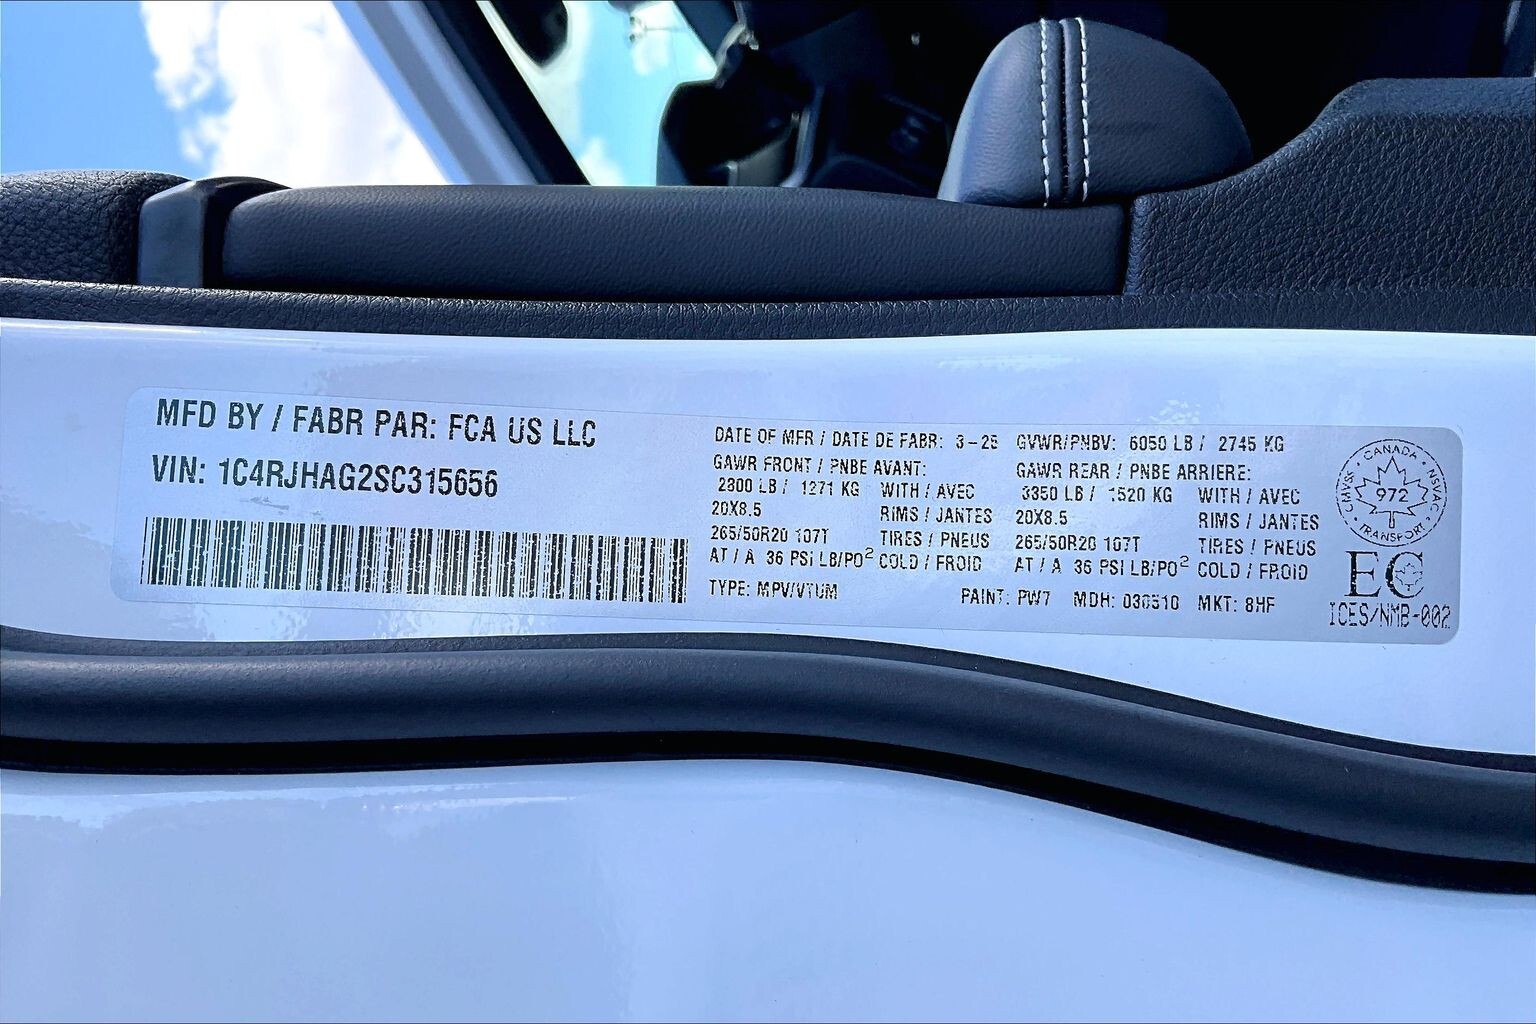 MFD BY / FABR PAR: FCA US LLC
VIN: 1C4RJHAG2SC315656
DATE OF MFR / DATE DE FABR: 3-25 GVWR/PNBV: 6050 LB / 2745 KG
GAWR FRONT / PNBE AVANT: GAWR REAR / PNBE ARRIERE:
2800 LB / 1271 KG WITH / AVEC 3350 LB / 1520 KG WITH / AVEC
20X8.5 RIMS / JANTES 20X8.5 RIMS / JANTES
265/50R20 107T TIRES / PNEUS 265/50R20 107T TIRES / PNEUS
AT / A 36 PSI LB/PO² COLD / FROID AT / A 36 PSI LB/PO² COLD / FROID
TYPE: MPV/VTUM PAINT: PW7 MDH: 030510 MKT: 8HF
CANADA
CMVSS 972 NSVAC
TRANSPORT
EC
ICES/NMB-002